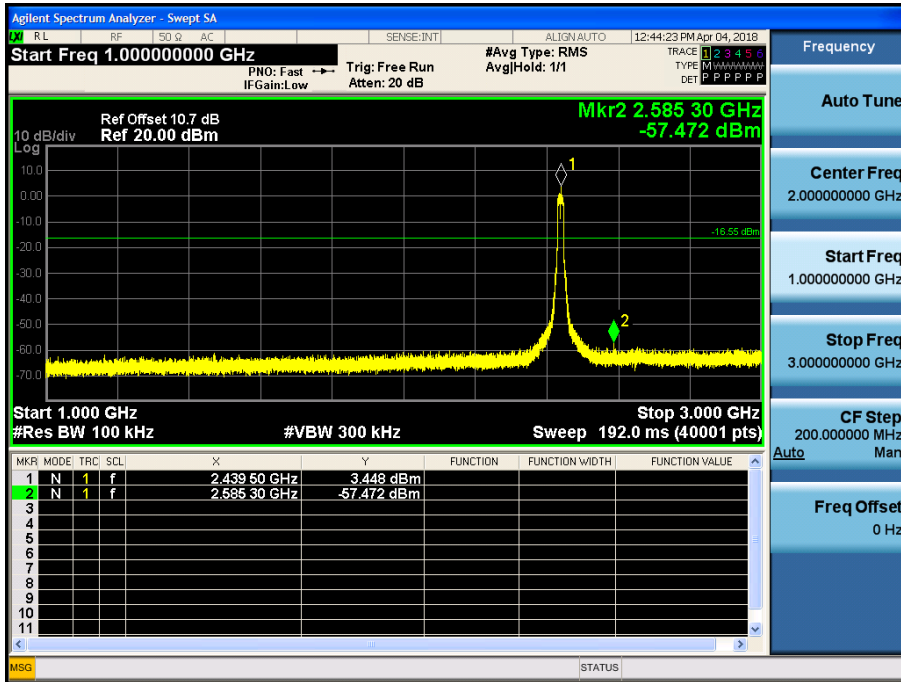 Agilent Spectrum Analyzer - Swept SA
LXI RL RF 50 Ω AC SENSE:INT ALIGNAUTO 12:44:23 PM Apr 04, 2018
Start Freq 1.000000000 GHz
PNO: Fast
IFGain:Low
Trig: Free Run
Atten: 20 dB
#Avg Type: RMS
Avg|Hold: 1/1
TRACE 1 2 3 4 5 6
TYPE M W W W W W
DET P P P P P P
Mkr2 2.585 30 GHz
-57.472 dBm
Ref Offset 10.7 dB
Ref 20.00 dBm
10 dB/div
Log
10.0
0.00
-10.0
-20.0
-30.0
-40.0
-50.0
-60.0
-70.0
1
-16.55 dBm
2
Start 1.000 GHz Stop 3.000 GHz
#Res BW 100 kHz #VBW 300 kHz Sweep 192.0 ms (40001 pts)
MKR MODE TRC SCL X Y FUNCTION FUNCTION WIDTH FUNCTION VALUE
1 N 1 f 2.439 50 GHz 3.448 dBm
2 N 1 f 2.585 30 GHz -57.472 dBm
3
4
5
6
7
8
9
10
11
MSG STATUS
Frequency
Auto Tune
Center Freq
2.000000000 GHz
Start Freq
1.000000000 GHz
Stop Freq
3.000000000 GHz
CF Step
200.000000 MHz
Auto Man
Freq Offset
0 Hz